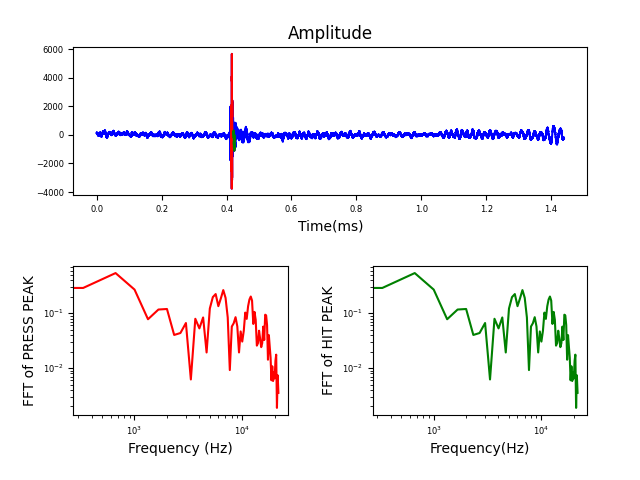 Amplitude
6000
4000
2000
0
−2000
−4000
0.0 0.2 0.4 0.6 0.8 1.0 1.2 1.4
Time(ms)
FFT of PRESS PEAK
10⁻¹
10⁻²
10³ 10⁴
Frequency (Hz)
FFT of HIT PEAK
10⁻¹
10⁻²
10³ 10⁴
Frequency(Hz)